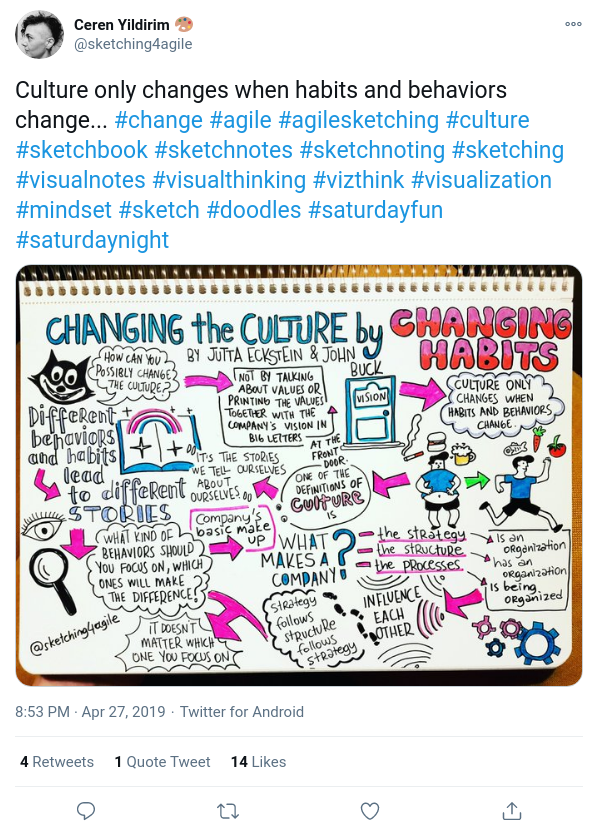 Ceren Yildirim 🎨
@sketching4agile
Culture only changes when habits and behaviors
change... #change #agile #agilesketching #culture
#sketchbook #sketchnotes #sketchnoting #sketching
#visualnotes #visualthinking #vizthink #visualization
#mindset #sketch #doodles #saturdayfun
#saturdaynight
CHANGING the CULTURE by CHANGING
HABITS
BY JUTTA ECKSTEIN & JOHN
BUCK
HOW CAN YOU
POSSIBLY CHANGE
THE CULTURE?
NOT BY TALKING
ABOUT VALUES OR
PRINTING THE VALUES
TOGETHER WITH THE
COMPANY'S VISION IN
BIG LETTERS
AT THE
FRONT
DOOR.
VISION
CULTURE ONLY
CHANGES WHEN
HABITS AND BEHAVIORS
CHANGE.
ONE OF THE
DEFINITIONS OF
CULTURE
IS
IT'S THE STORIES
WE TELL OURSELVES
ABOUT
OURSELVES
Different
behaviors
and habits
lead
to different
STORIES
WHAT KIND OF
BEHAVIORS SHOULD
YOU FOCUS ON, WHICH
ONES WILL MAKE
THE DIFFERENCE?
Company's
basic make
up
WHAT
MAKES A
COMPANY?
the strategy
the structure
the processes
Is an
organization
has an
organization
Is being
organized
INFLUENCE
EACH
OTHER
Strategy
follows
structure
follows
strategy
IT DOESN'T
MATTER WHICH
ONE YOU FOCUS ON
@sketching4agile
8:53 PM · Apr 27, 2019 · Twitter for Android
4 Retweets 1 Quote Tweet 14 Likes